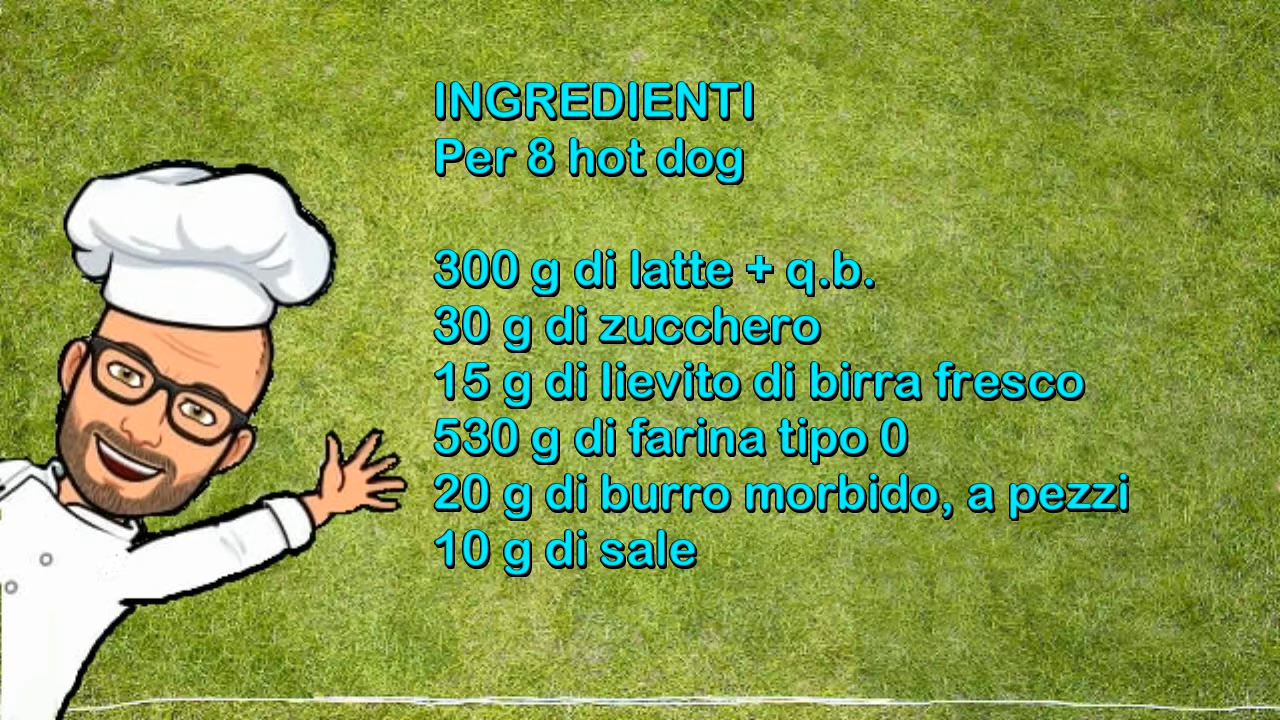 INGREDIENTI
Per 8 hot dog
300 g di latte + q.b.
30 g di zucchero
15 g di lievito di birra fresco
530 g di farina tipo 0
20 g di burro morbido, a pezzi
10 g di sale